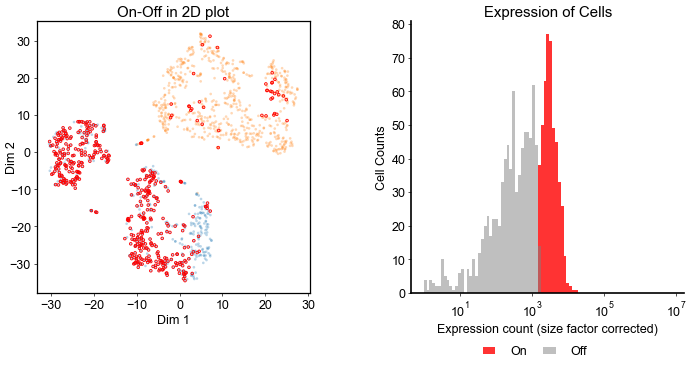 On-Off in 2D plot
Dim 2
30
20
10
0
−10
−20
−30
−30 −20 −10 0 10 20 30
Dim 1
Expression of Cells
Cell Counts
80
70
60
50
40
30
20
10
0
10^1 10^3 10^5 10^7
Expression count (size factor corrected)
On Off